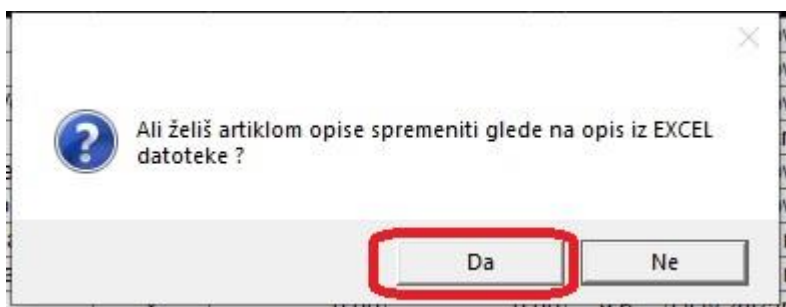 Ali želiš artiklom opise spremeniti glede na opis iz EXCEL
datoteke ?
Da
Ne